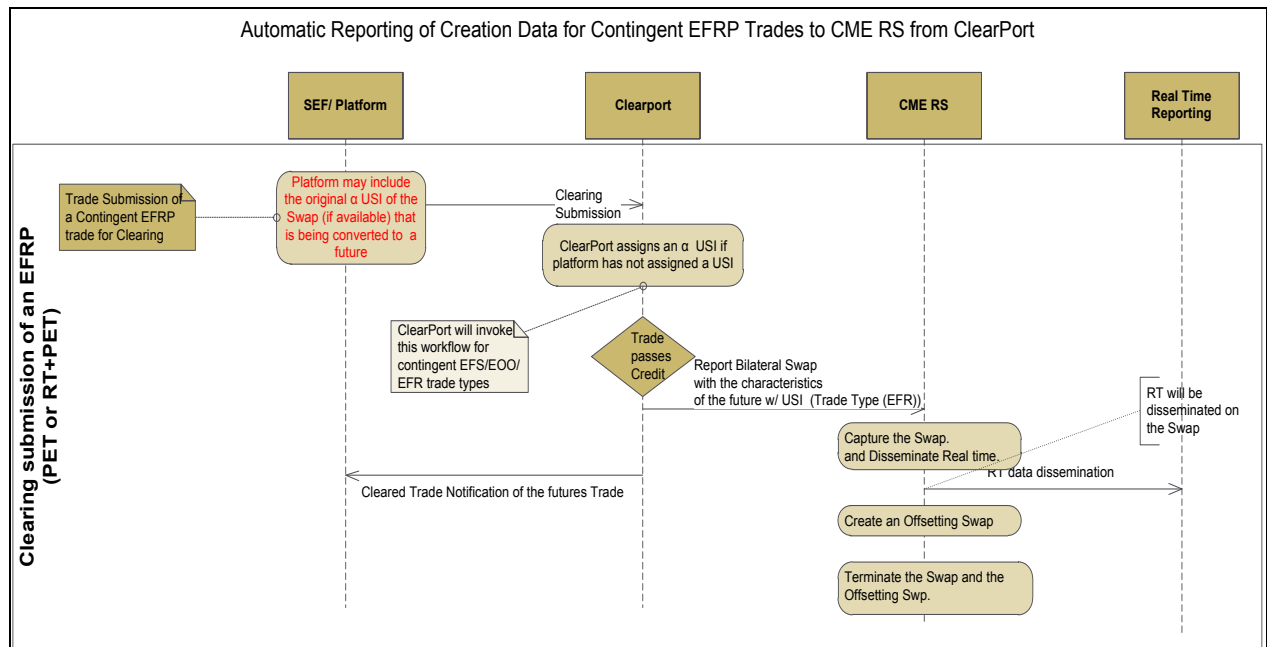 Automatic Reporting of Creation Data for Contingent EFRP Trades to CME RS from ClearPort
SEF/ Platform
Clearport
CME RS
Real Time
Reporting
Clearing submission of an EFRP
(PET or RT+PET)
Trade Submission of
a Contingent EFRP
trade for Clearing
Platform may include
the original α USI of the
Swap (if available) that
is being converted to a
future
Clearing
Submission
ClearPort assigns an α USI if
platform has not assigned a USI
ClearPort will invoke
this workflow for
contingent EFS/EOO/
EFR trade types
Trade
passes
Credit
Report Bilateral Swap
with the characteristics
of the future w/ USI (Trade Type (EFR))
RT will be
disseminated on
the Swap
Capture the Swap.
and Disseminate Real time.
RT data dissemination
Cleared Trade Notification of the futures Trade
Create an Offsetting Swap
Terminate the Swap and the
Offsetting Swp.